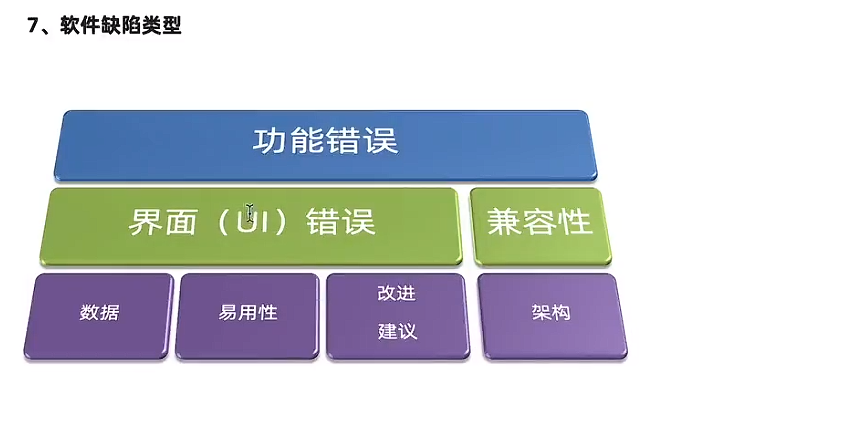 7、软件缺陷类型
功能错误
界面（UI）错误
兼容性
数据
易用性
改进
建议
架构